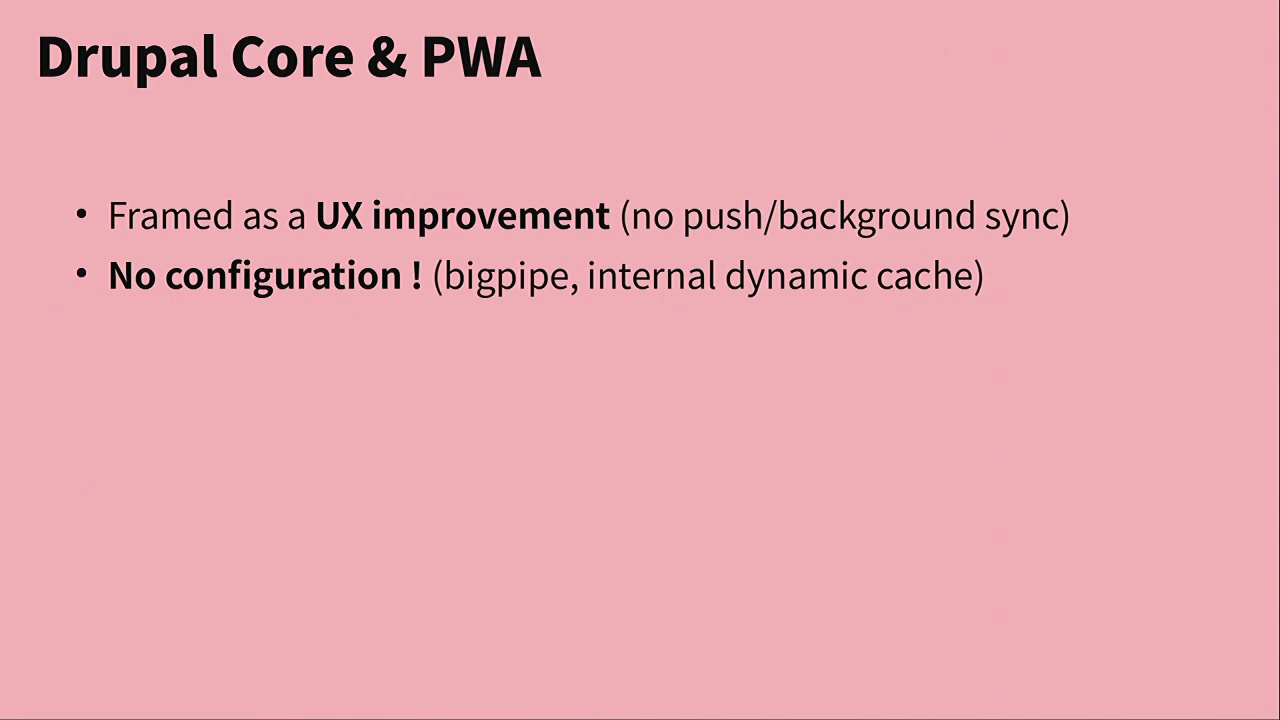 Drupal Core & PWA
• Framed as a UX improvement (no push/background sync)
• No configuration ! (bigpipe, internal dynamic cache)